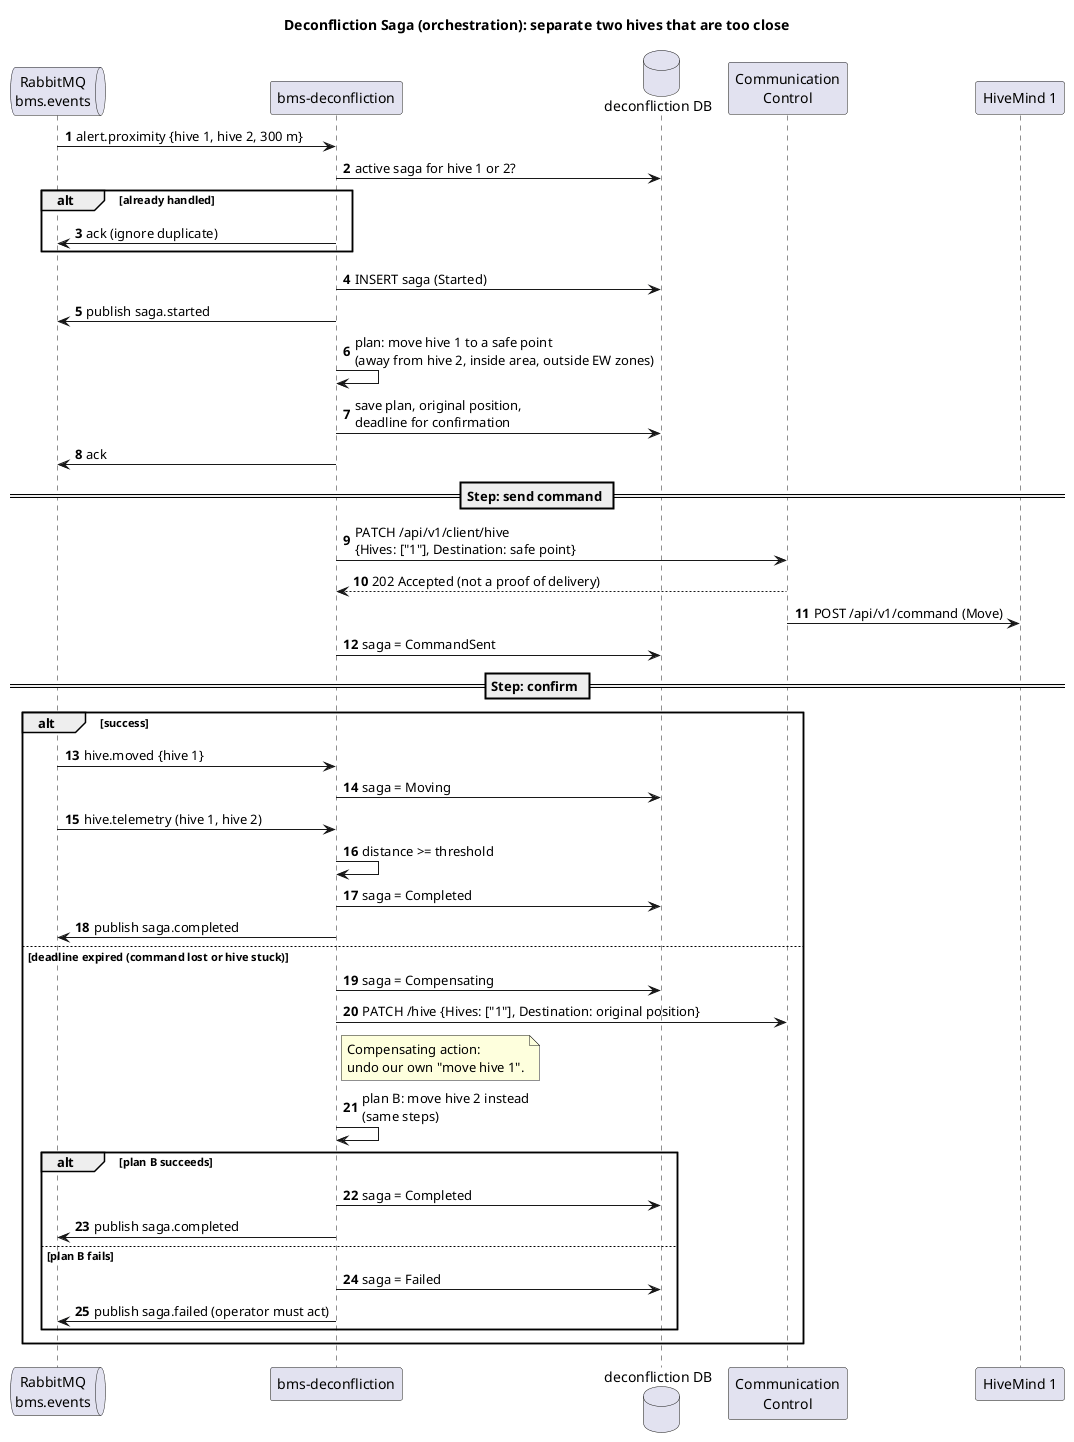 Deconfliction Saga (orchestration): separate two hives that are too close
RabbitMQ
bms.events
bms-deconfliction
deconfliction DB
Communication
Control
HiveMind 1
1 alert.proximity {hive 1, hive 2, 300 m}
2 active saga for hive 1 or 2?
alt [already handled]
3 ack (ignore duplicate)
4 INSERT saga (Started)
5 publish saga.started
6 plan: move hive 1 to a safe point
(away from hive 2, inside area, outside EW zones)
7 save plan, original position,
deadline for confirmation
8 ack
Step: send command
9 PATCH /api/v1/client/hive
{Hives: ["1"], Destination: safe point}
10 202 Accepted (not a proof of delivery)
11 POST /api/v1/command (Move)
12 saga = CommandSent
Step: confirm
alt [success]
13 hive.moved {hive 1}
14 saga = Moving
15 hive.telemetry (hive 1, hive 2)
16 distance >= threshold
17 saga = Completed
18 publish saga.completed
[deadline expired (command lost or hive stuck)]
19 saga = Compensating
20 PATCH /hive {Hives: ["1"], Destination: original position}
Compensating action:
undo our own "move hive 1".
21 plan B: move hive 2 instead
(same steps)
alt [plan B succeeds]
22 saga = Completed
23 publish saga.completed
[plan B fails]
24 saga = Failed
25 publish saga.failed (operator must act)
RabbitMQ
bms.events
bms-deconfliction
deconfliction DB
Communication
Control
HiveMind 1